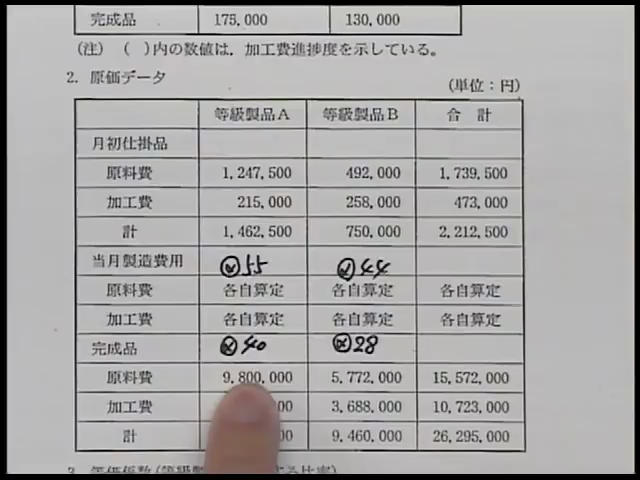 完成品 175,000 130,000
(注) ( )内の数値は，加工費進捗度を示している。
2. 原価データ
(単位：円)
等級製品A 等級製品B 合 計
月初仕掛品
原料費 1,247,500 492,000 1,739,500
加工費 215,000 258,000 473,000
計 1,462,500 750,000 2,212,500
当月製造費用 ⓧ55 ⓧ44
原料費 各自算定 各自算定 各自算定
加工費 各自算定 各自算定 各自算定
完成品 ⓧ40 ⓧ28
原料費 9,800,000 5,772,000 15,572,000
加工費 3,688,000 10,723,000
計 9,460,000 26,295,000